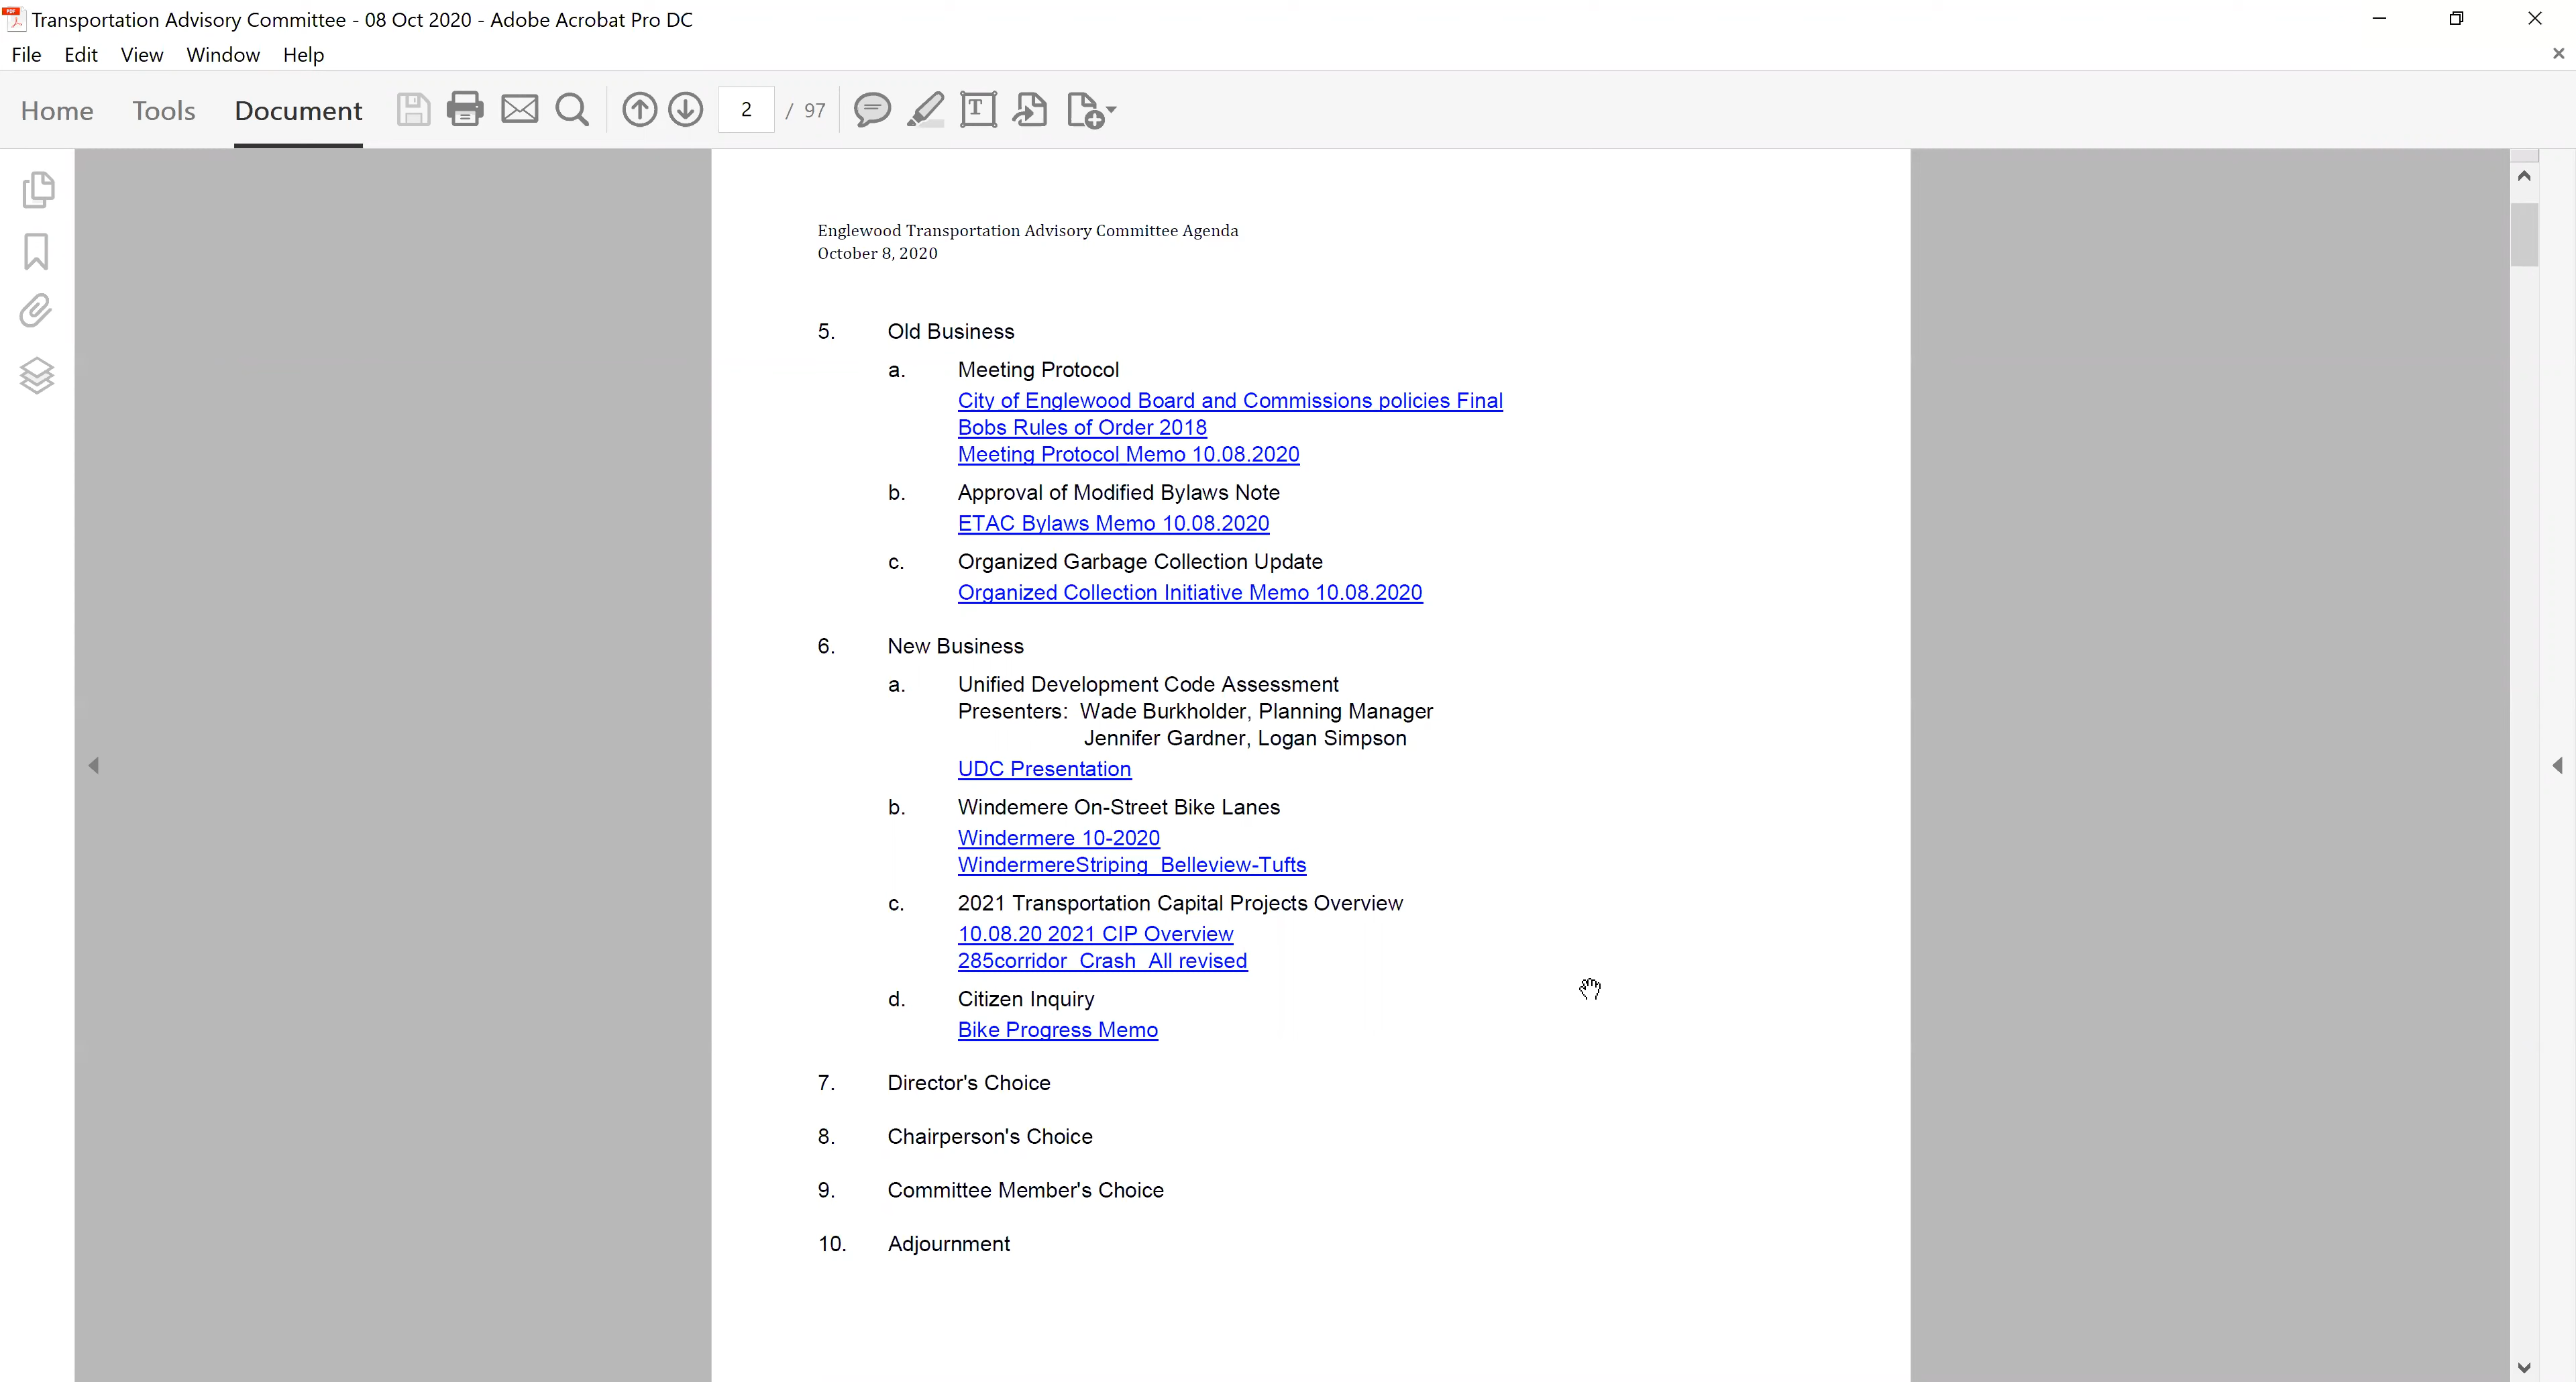 Transportation Advisory Committee - 08 Oct 2020 - Adobe Acrobat Pro DC
File Edit View Window Help
Home Tools Document 2 / 97
Englewood Transportation Advisory Committee Agenda
October 8, 2020
5. Old Business
a. Meeting Protocol
City of Englewood Board and Commissions policies Final
Bobs Rules of Order 2018
Meeting Protocol Memo 10.08.2020
b. Approval of Modified Bylaws Note
ETAC Bylaws Memo 10.08.2020
c. Organized Garbage Collection Update
Organized Collection Initiative Memo 10.08.2020
6. New Business
a. Unified Development Code Assessment
Presenters: Wade Burkholder, Planning Manager
Jennifer Gardner, Logan Simpson
UDC Presentation
b. Windemere On-Street Bike Lanes
Windermere 10-2020
WindermereStriping_Belleview-Tufts
c. 2021 Transportation Capital Projects Overview
10.08.20 2021 CIP Overview
285corridor_Crash_All revised
d. Citizen Inquiry
Bike Progress Memo
7. Director's Choice
8. Chairperson's Choice
9. Committee Member's Choice
10. Adjournment